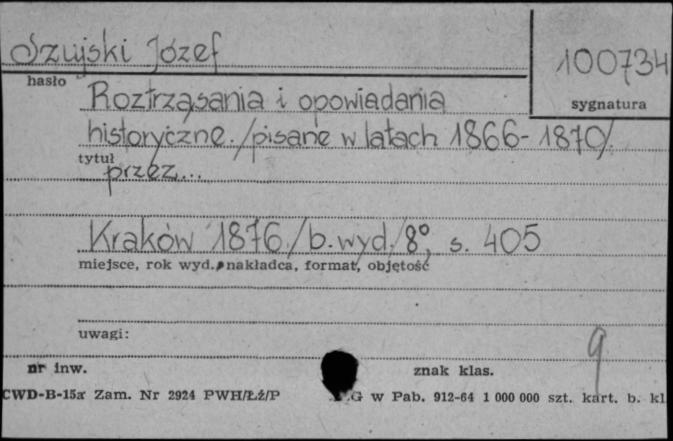 Szujski Józef
100734
hasło
sygnatura
Roztrząsania i opowiadania
historyczne. /pisane w latach 1866-1870/.
tytuł
przez...
Kraków 1876. /b. wyd./ 8°, s. 405
miejsce, rok wyd., nakładca, format, objętość
uwagi:
9
nr inw.
znak klas.
CWD-B-15a Zam. Nr 2924 PWH/Łź/P
G w Pab. 912-64 1 000 000 szt. kart. b. kl